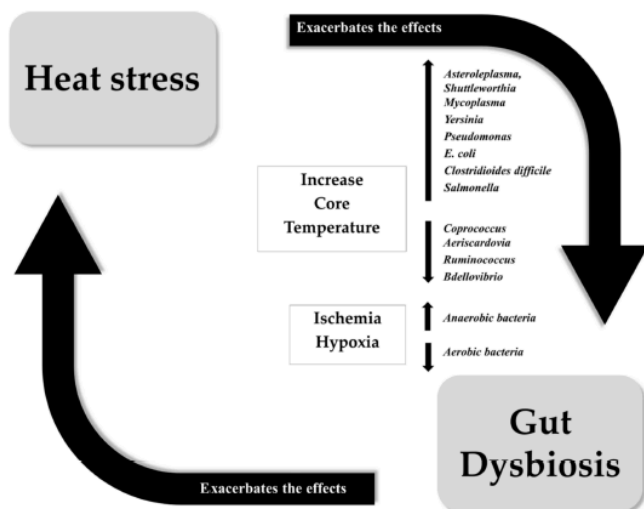 Exacerbates the effects
Heat stress
Asteroleplasma,
Shuttleworthia
Mycoplasma
Yersinia
Pseudomonas
E. coli
Clostridioides difficile
Salmonella
Increase
Core
Temperature
Coprococcus
Aeriscardovia
Ruminococcus
Bdellovibrio
Ischemia
Hypoxia
Anaerobic bacteria
Aerobic bacteria
Gut
Dysbiosis
Exacerbates the effects